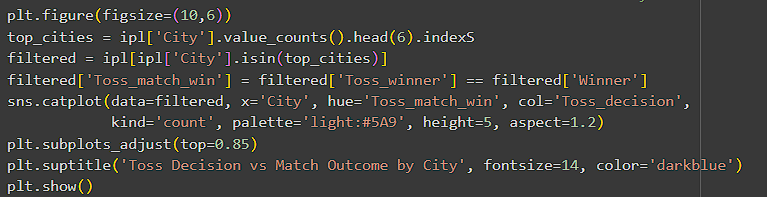 plt.figure(figsize=(10,6))
top_cities = ipl['City'].value_counts().head(6).indexS
filtered = ipl[ipl['City'].isin(top_cities)]
filtered['Toss_match_win'] = filtered['Toss_winner'] == filtered['Winner']
sns.catplot(data=filtered, x='City', hue='Toss_match_win', col='Toss_decision',
            kind='count', palette='light:#5A9', height=5, aspect=1.2)
plt.subplots_adjust(top=0.85)
plt.suptitle('Toss Decision vs Match Outcome by City', fontsize=14, color='darkblue')
plt.show()